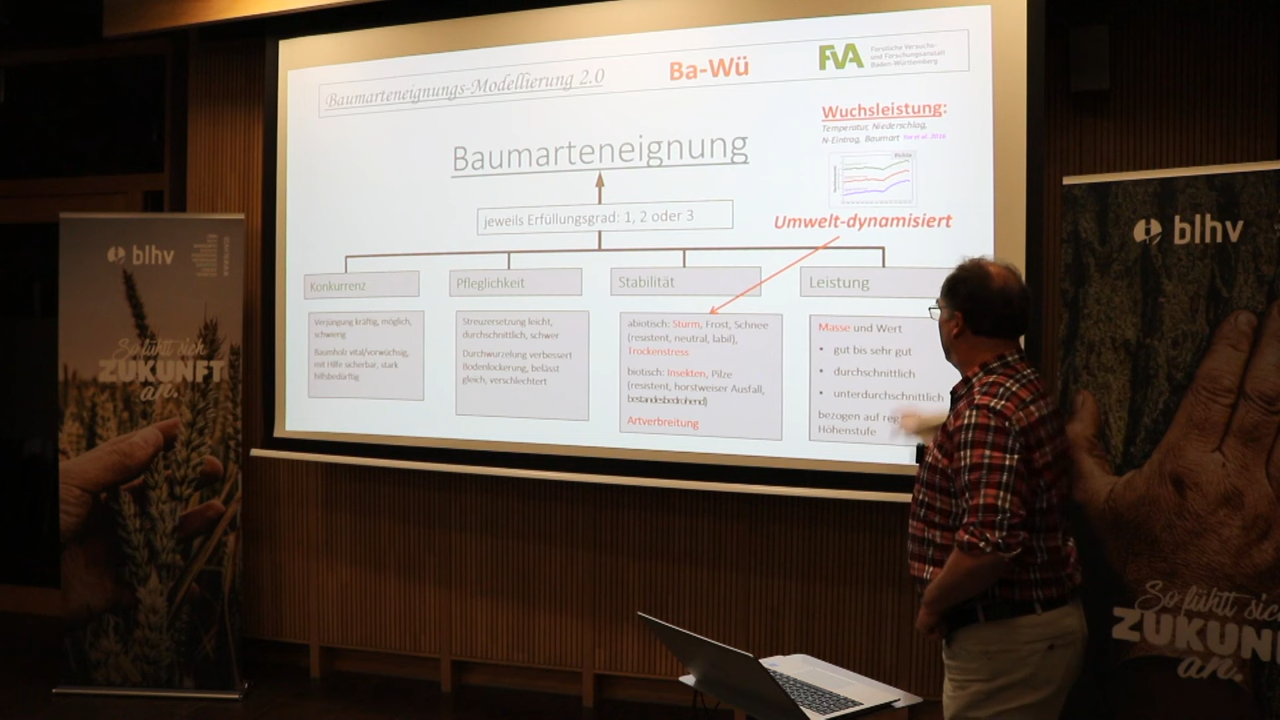 Baumarteneignungs-Modellierung 2.0
Ba-Wü
FVA
Forstliche Versuchs-
und Forschungsanstalt
Baden-Württemberg
Wuchsleistung:
Temperatur, Niederschlag,
N-Eintrag, Baumart
Baumarteneignung
jeweils Erfüllungsgrad: 1, 2 oder 3
Umwelt-dynamisiert
Konkurrenz
Verjüngung kräftig, möglich,
schwierig
Baumholz vital/vorwüchsig,
mit Hilfe sicherbar, stark
hilfsbedürftig
Pfleglichkeit
Streuzersetzung leicht,
durchschnittlich, schwer
Durchwurzelung verbessert
Bodenlockerung, belässt
gleich, verschlechtert
Stabilität
abiotisch: Sturm, Frost, Schnee
(resistent, neutral, labil),
Trockenstress
biotisch: Insekten, Pilze
(resistent, horstweiser Ausfall,
bestandesbedrohend)
Artverbreitung
Leistung
Masse und Wert
• gut bis sehr gut
• durchschnittlich
• unterdurchschnittlich
bezogen auf reg
Höhenstufe
blhv
So fühlt sich
ZUKUNFT
an.
blhv
So fühlt sic
ZUKUN
an.